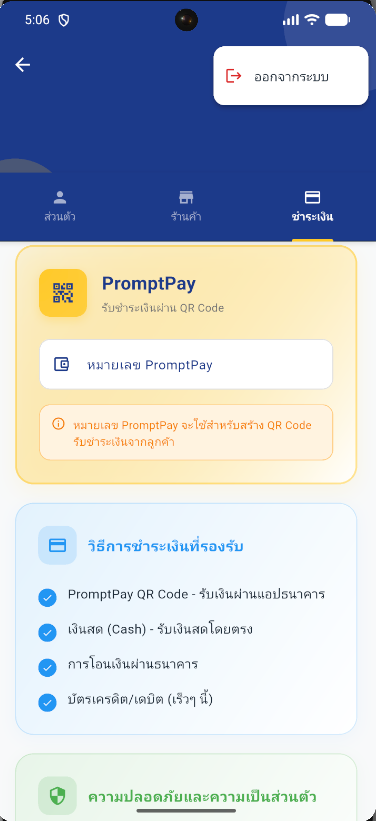 5:06
ออกจากระบบ
ส่วนตัว
ร้านค้า
ชำระเงิน
PromptPay
รับชำระเงินผ่าน QR Code
หมายเลข PromptPay
หมายเลข PromptPay จะใช้สำหรับสร้าง QR Code
รับชำระเงินจากลูกค้า
วิธีการชำระเงินที่รองรับ
PromptPay QR Code - รับเงินผ่านแอปธนาคาร
เงินสด (Cash) - รับเงินสดโดยตรง
การโอนเงินผ่านธนาคาร
บัตรเครดิต/เดบิต (เร็วๆ นี้)
ความปลอดภัยและความเป็นส่วนตัว